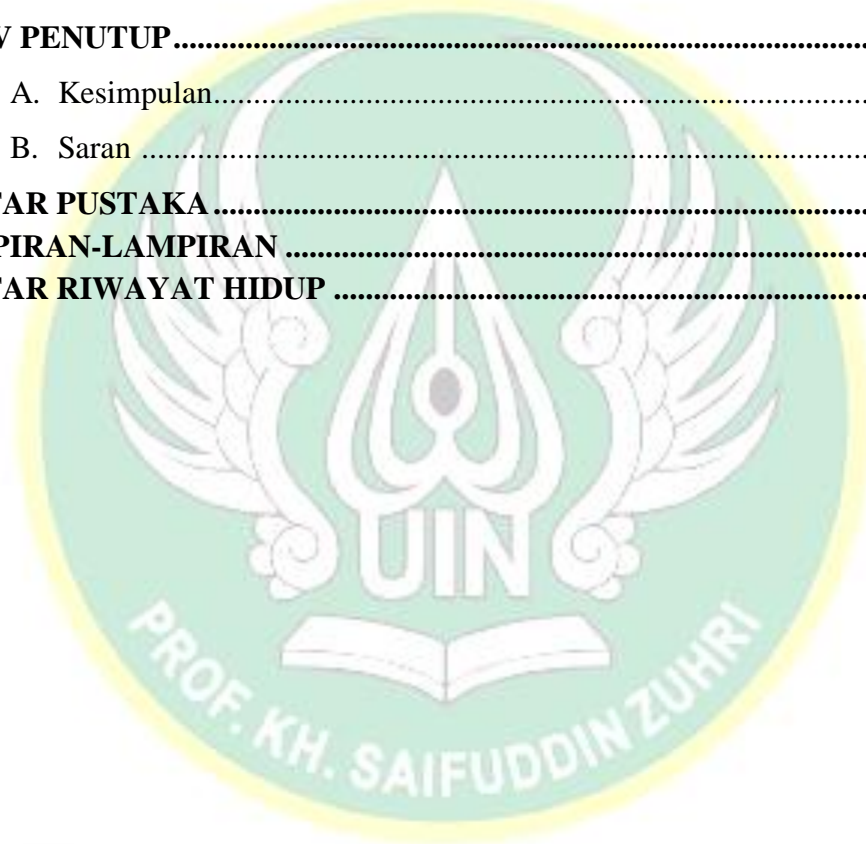 V PENUTUP
A. Kesimpulan
B. Saran
TAR PUSTAKA
PIRAN-LAMPIRAN
TAR RIWAYAT HIDUP
UIN
PROF. KH. SAIFUDDIN ZUHRI